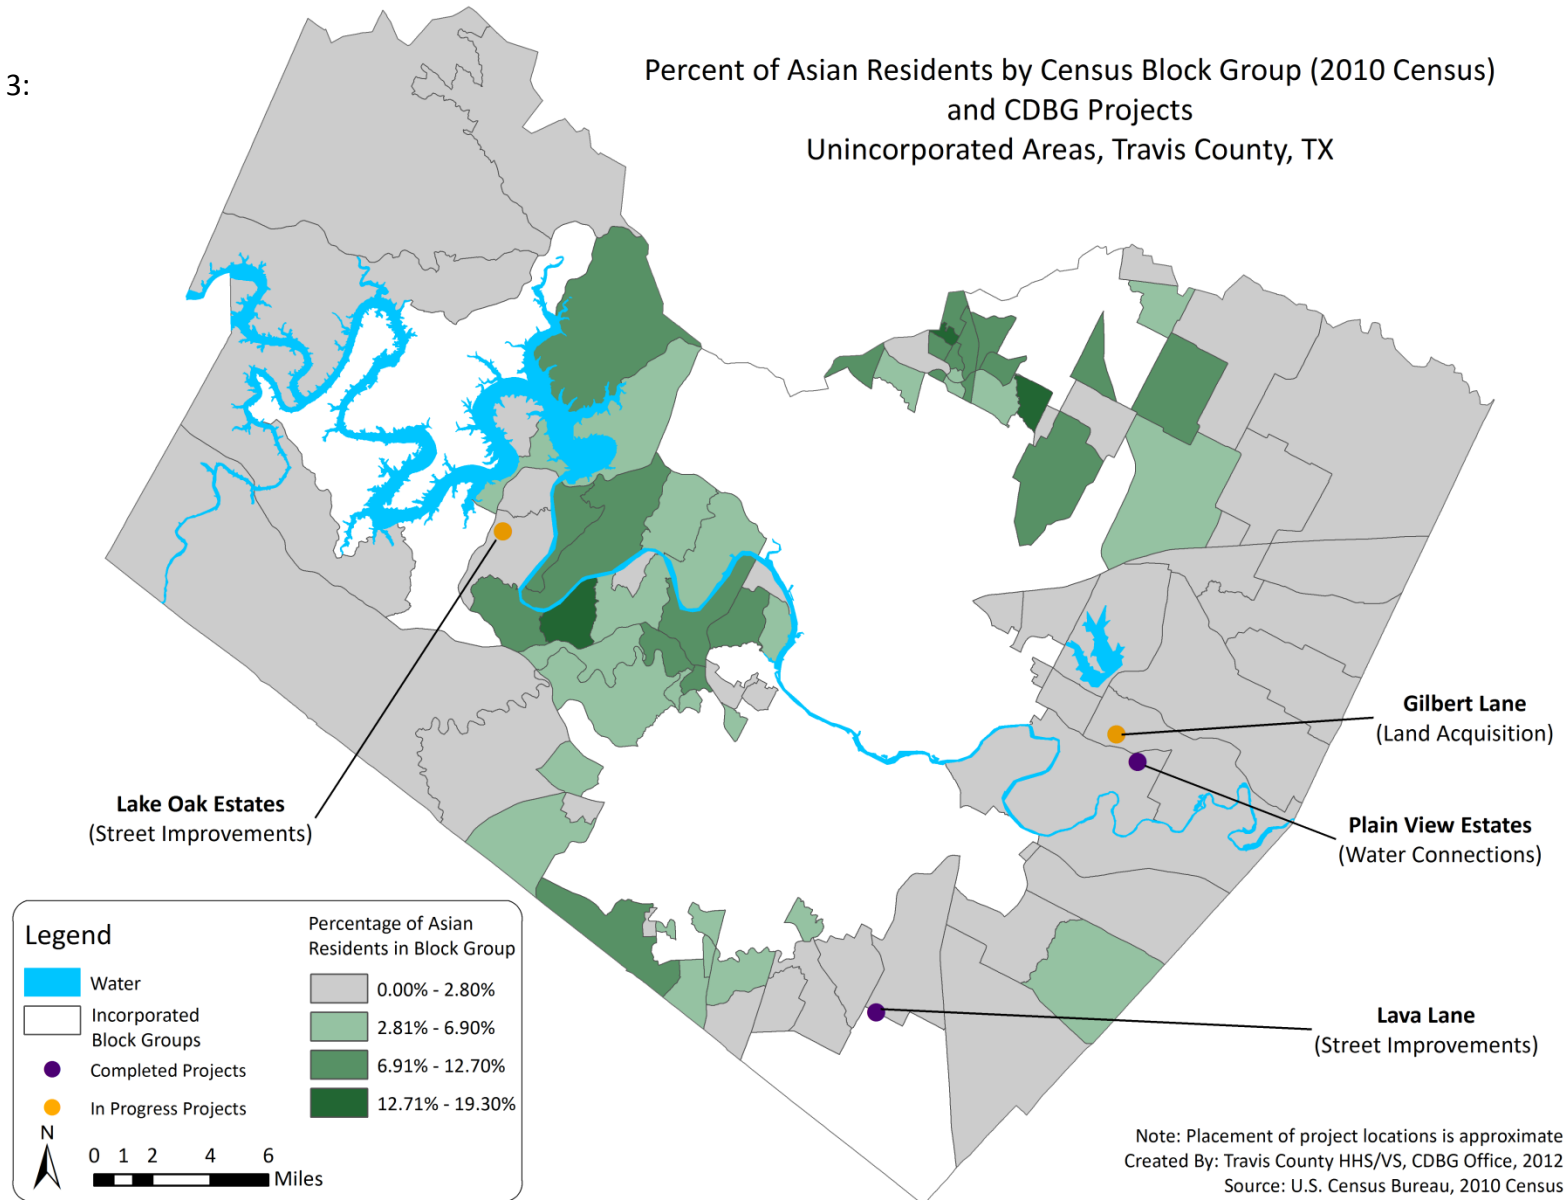 3:
Percent of Asian Residents by Census Block Group (2010 Census)
and CDBG Projects
Unincorporated Areas, Travis County, TX
Gilbert Lane
(Land Acquisition)
Lake Oak Estates
(Street Improvements)
Plain View Estates
(Water Connections)
Lava Lane
(Street Improvements)
Legend
Water
Incorporated
Block Groups
Completed Projects
In Progress Projects
Percentage of Asian
Residents in Block Group
0.00% - 2.80%
2.81% - 6.90%
6.91% - 12.70%
12.71% - 19.30%
N
0 1 2 4 6
Miles
Note: Placement of project locations is approximate
Created By: Travis County HHS/VS, CDBG Office, 2012
Source: U.S. Census Bureau, 2010 Census